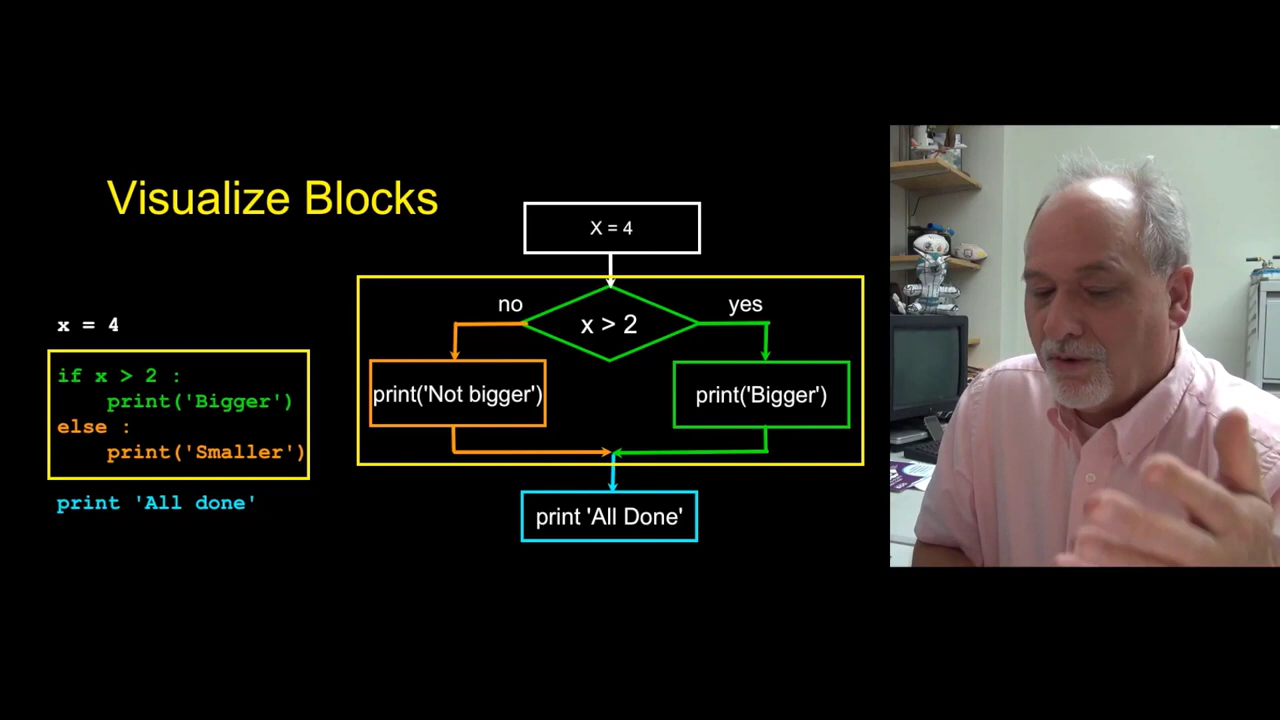 Visualize Blocks
x = 4
if x > 2 :
print('Bigger')
else :
print('Smaller')
print 'All done'
X = 4
no
x > 2
yes
print('Not bigger')
print('Bigger')
print 'All Done'